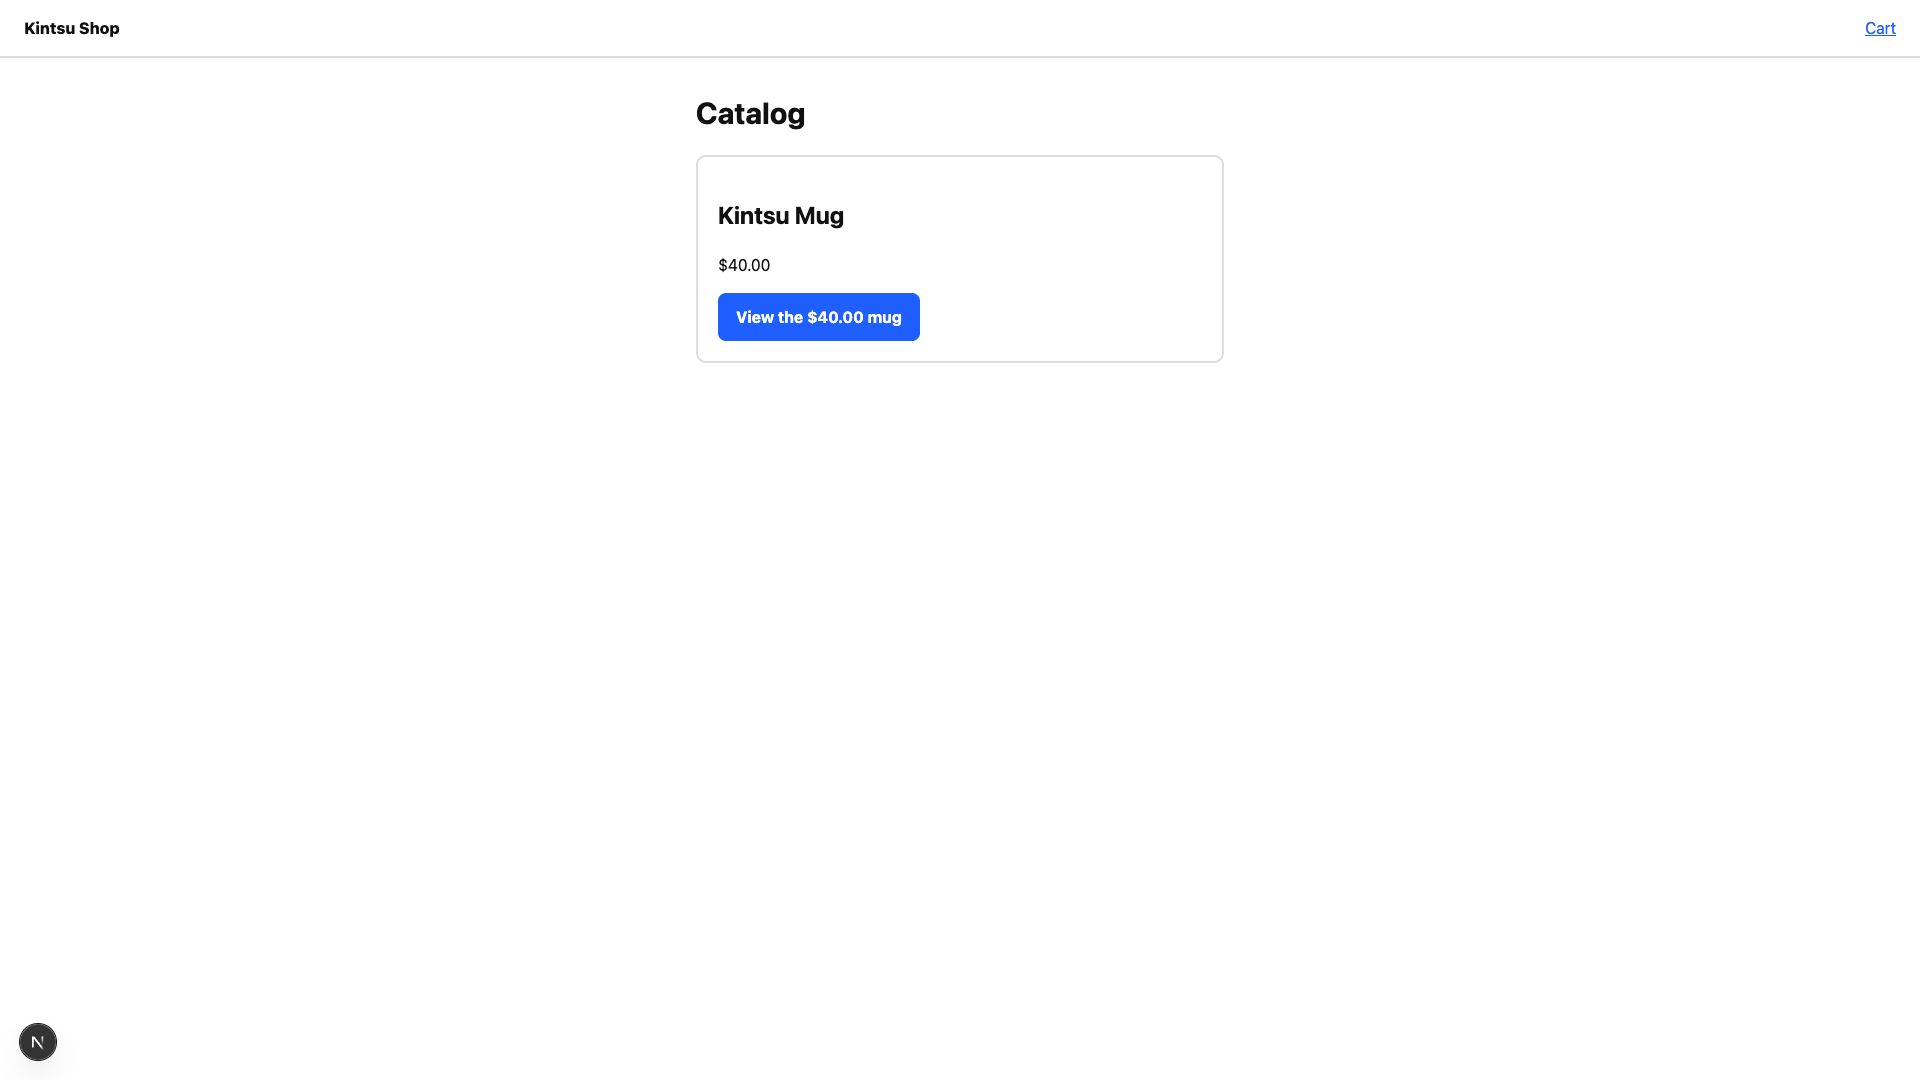 Kintsu Shop
Cart
Catalog
Kintsu Mug
$40.00
View the $40.00 mug
N